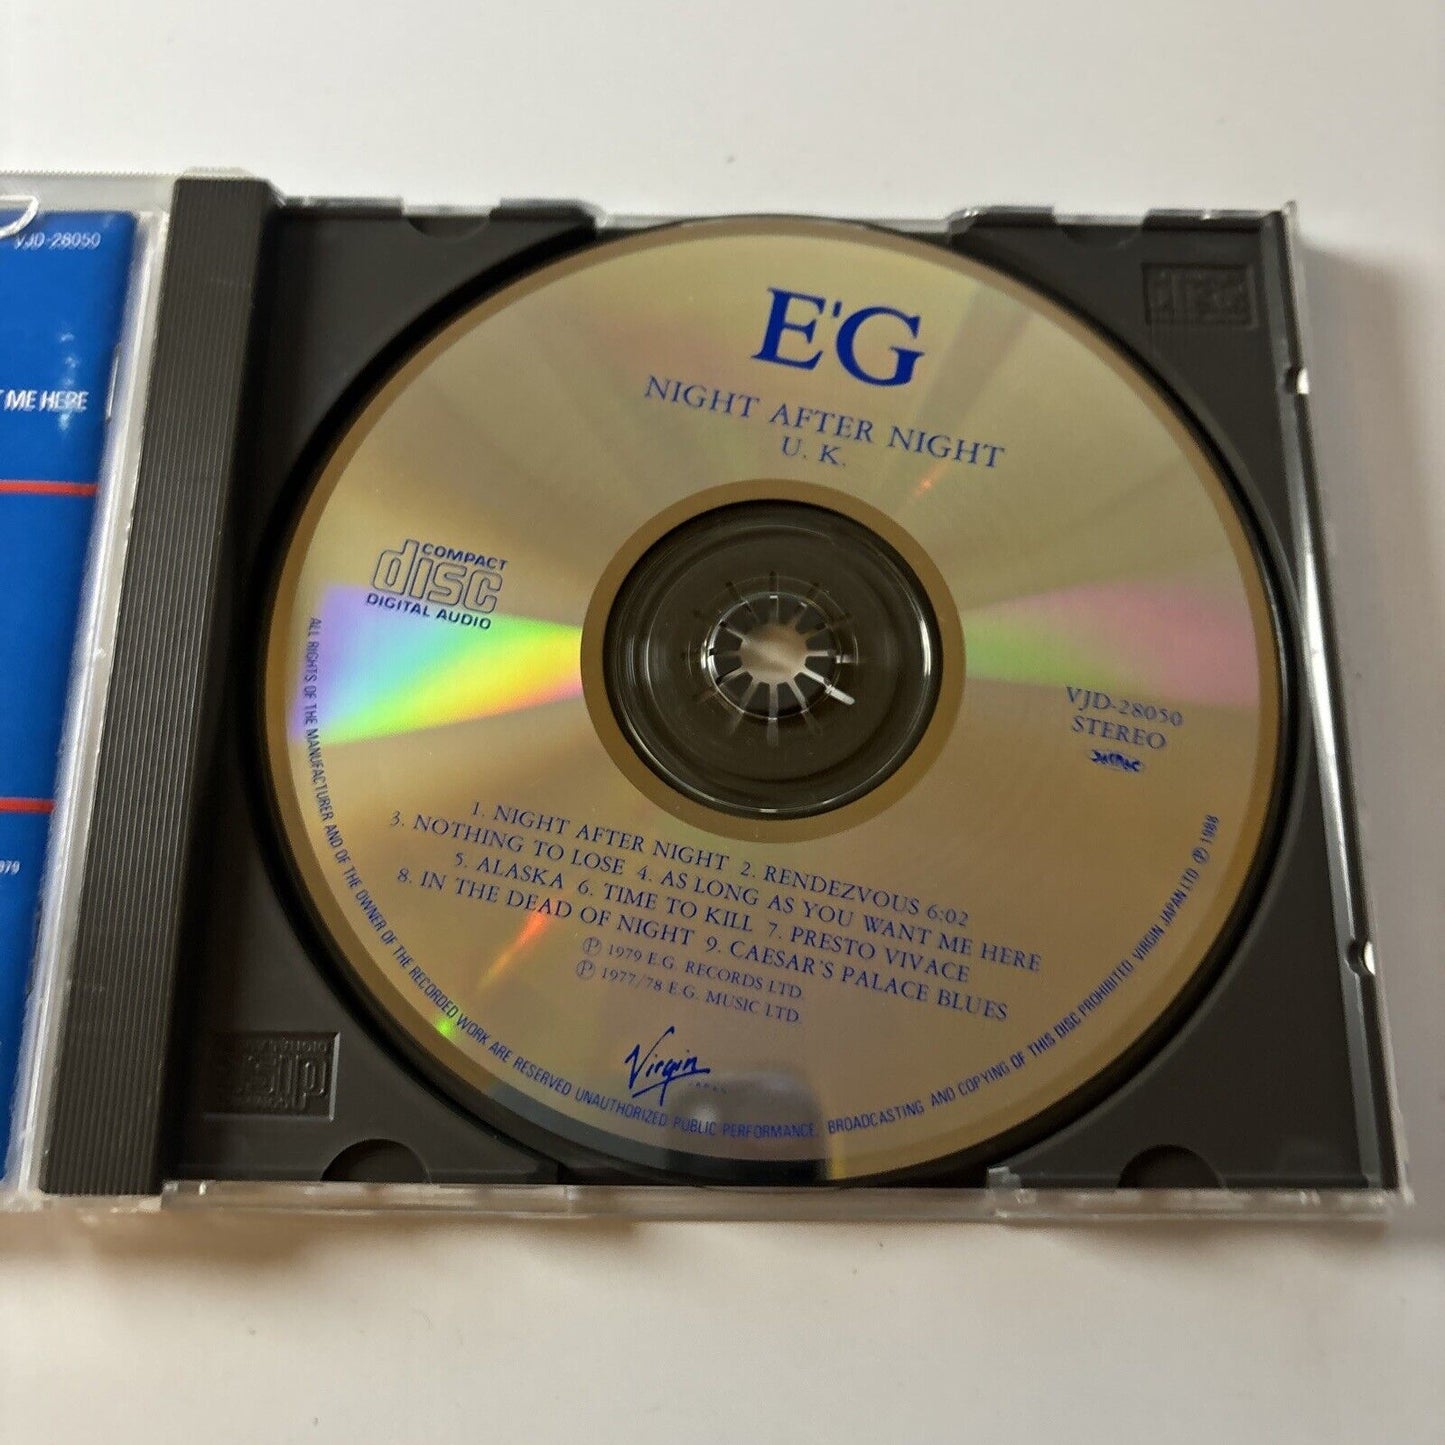 VJD-28050
ME HERE
E'G
NIGHT AFTER NIGHT
U. K.
COMPACT
disc
DIGITAL AUDIO
VJD-28050
STEREO
1. NIGHT AFTER NIGHT 2. RENDEZVOUS 6:02
3. NOTHING TO LOSE 4. AS LONG AS YOU WANT ME HERE
5. ALASKA 6. TIME TO KILL 7. PRESTO VIVACE
8. IN THE DEAD OF NIGHT 9. CAESAR'S PALACE BLUES
Ⓟ 1979 E.G. RECORDS LTD.
Ⓟ 1977/78 E.G. MUSIC LTD.
Virgin
JAPAN
ALL RIGHTS OF THE MANUFACTURER AND OF THE OWNER OF THE RECORDED WORK ARE RESERVED UNAUTHORIZED PUBLIC PERFORMANCE, BROADCASTING AND COPYING OF THIS DISC PROHIBITED. VIRGIN JAPAN LTD Ⓟ 1988